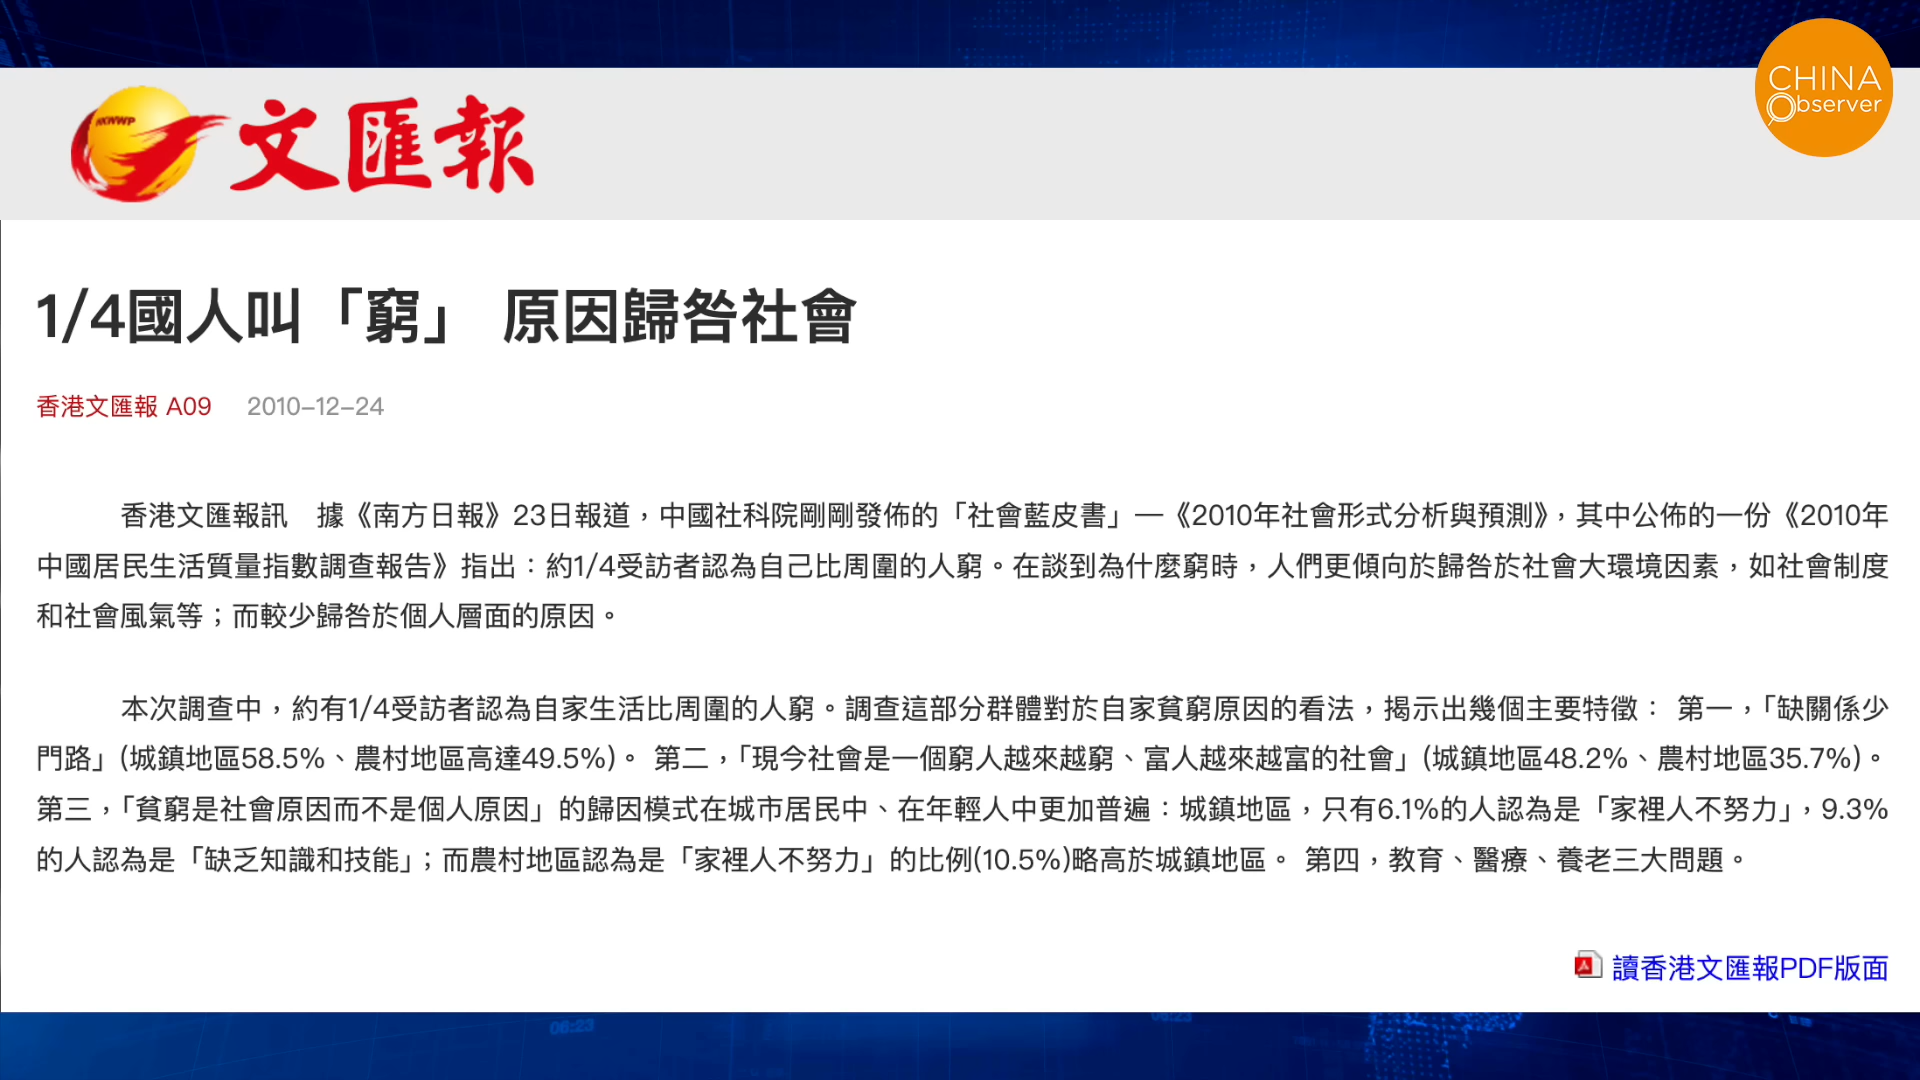 CHINA
Observer
HKWWP
文匯報
1/4國人叫「窮」 原因歸咎社會
香港文匯報 A09 2010-12-24
香港文匯報訊　據《南方日報》23日報道，中國社科院剛剛發佈的「社會藍皮書」—《2010年社會形式分析與預測》，其中公佈的一份《2010年
中國居民生活質量指數調查報告》指出：約1/4受訪者認為自己比周圍的人窮。在談到為什麼窮時，人們更傾向於歸咎於社會大環境因素，如社會制度
和社會風氣等；而較少歸咎於個人層面的原因。
本次調查中，約有1/4受訪者認為自家生活比周圍的人窮。調查這部分群體對於自家貧窮原因的看法，揭示出幾個主要特徵： 第一，「缺關係少
門路」(城鎮地區58.5%、農村地區高達49.5%)。 第二，「現今社會是一個窮人越來越窮、富人越來越富的社會」(城鎮地區48.2%、農村地區35.7%)。
第三，「貧窮是社會原因而不是個人原因」的歸因模式在城市居民中、在年輕人中更加普遍：城鎮地區，只有6.1%的人認為是「家裡人不努力」，9.3%
的人認為是「缺乏知識和技能」；而農村地區認為是「家裡人不努力」的比例(10.5%)略高於城鎮地區。 第四，教育、醫療、養老三大問題。
讀香港文匯報PDF版面
06:23
06:23